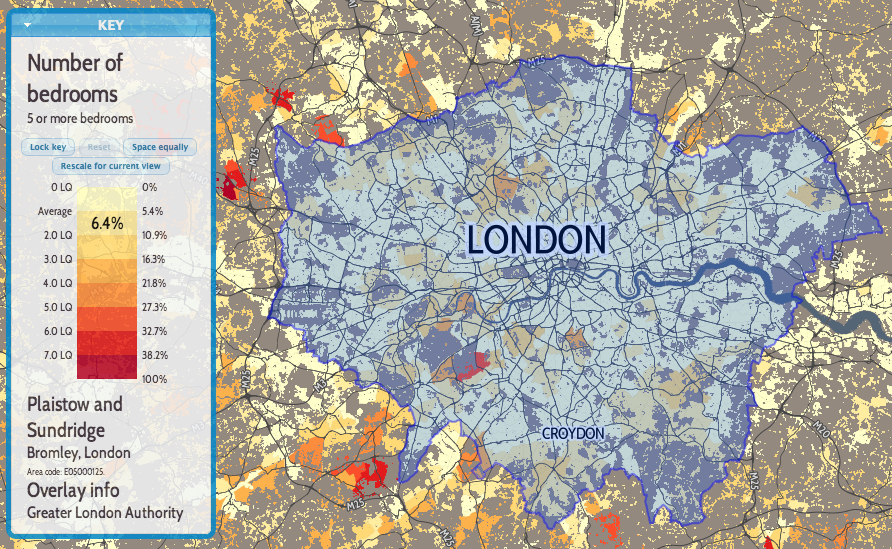 KEY
Number of
bedrooms
5 or more bedrooms
Lock key
Reset
Space equally
Rescale for current view
0 LQ 0%
Average 5.4%
6.4%
2.0 LQ 10.9%
3.0 LQ 16.3%
4.0 LQ 21.8%
5.0 LQ 27.3%
6.0 LQ 32.7%
7.0 LQ 38.2%
100%
Plaistow and
Sundridge
Bromley, London
Area code: E05000125.
Overlay info
Greater London Authority
M25
LONDON
M25
CROYDON
M25
M20
M25
M25